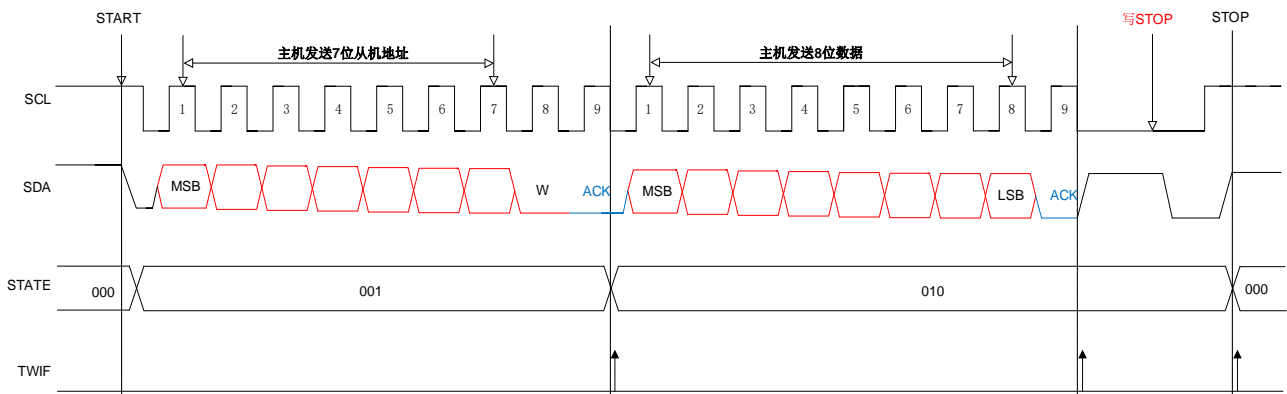 START 写STOP STOP
主机发送7位从机地址 主机发送8位数据
SCL 1 2 3 4 5 6 7 8 9 1 2 3 4 5 6 7 8 9
SDA MSB W ACK MSB LSB ACK
STATE 000 001 010 000
TWIF